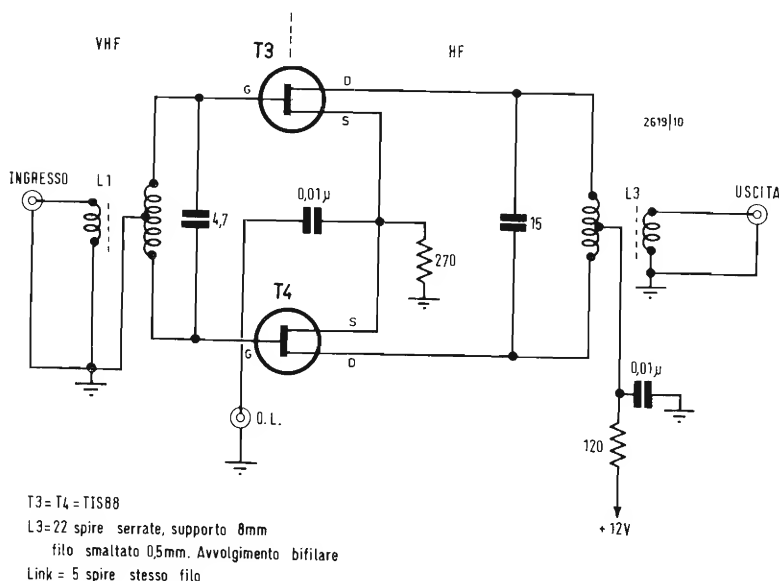 VHF
T3
HF
G
D
S
2619|10
INGRESSO
L1
4,7
0,01μ
270
15
L3
USCITA
T4
S
G
D
O.L.
0,01μ
120
+12V
T3=T4=TIS88
L3=22 spire serrate, supporto 8mm
filo smaltato 0,5mm. Avvolgimento bifilare
Link = 5 spire stesso filo